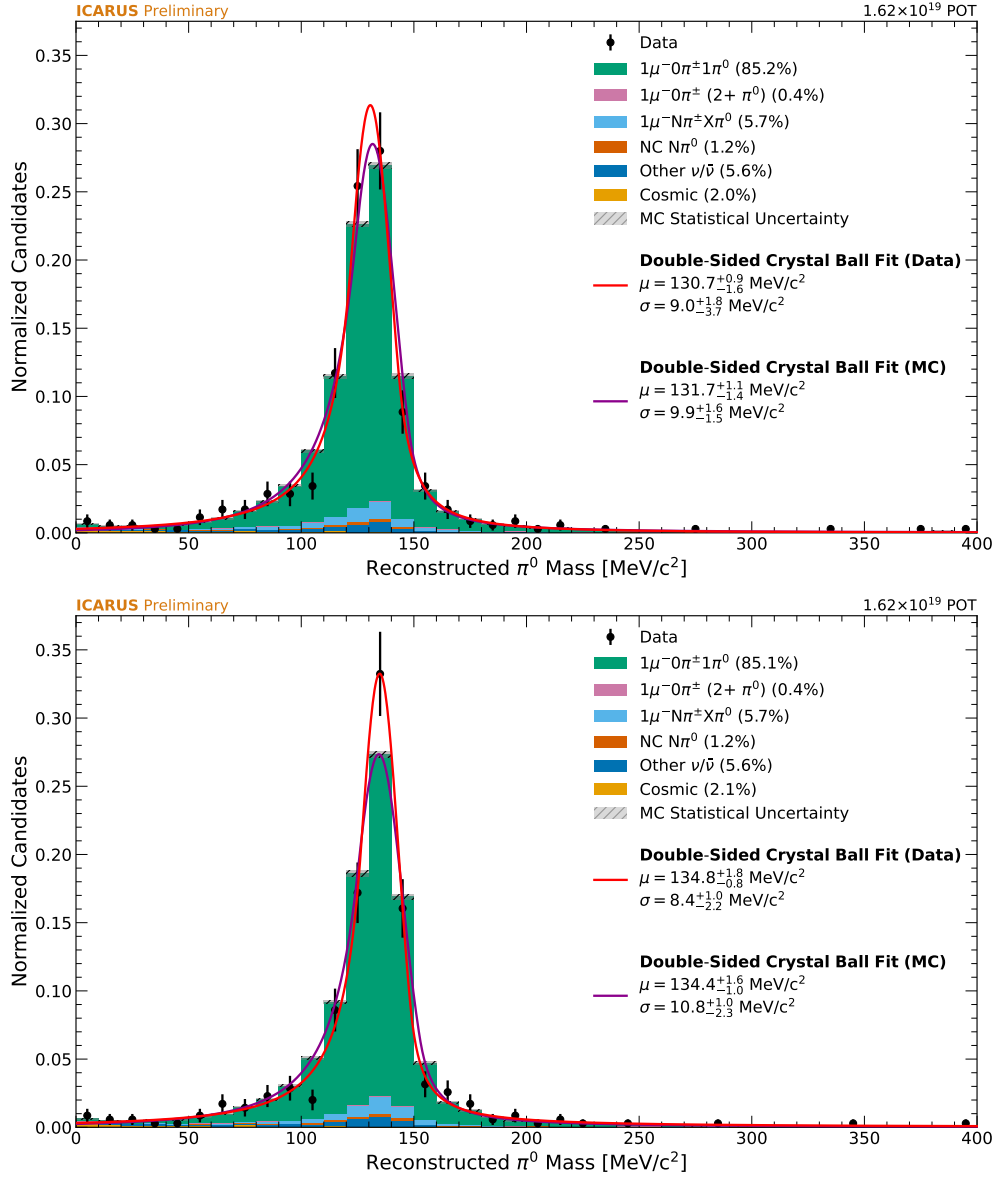 ICARUS Preliminary 1.62×10¹⁹ POT
Data
1μ⁻0π±1π⁰ (85.2%)
1μ⁻0π± (2+ π⁰) (0.4%)
1μ⁻Nπ±Xπ⁰ (5.7%)
NC Nπ⁰ (1.2%)
Other ν/ν̄ (5.6%)
Cosmic (2.0%)
MC Statistical Uncertainty
Double-Sided Crystal Ball Fit (Data)
μ = 130.7 +0.9 −1.6 MeV/c²
σ = 9.0 +1.8 −3.7 MeV/c²
Double-Sided Crystal Ball Fit (MC)
μ = 131.7 +1.1 −1.4 MeV/c²
σ = 9.9 +1.6 −1.5 MeV/c²
Normalized Candidates
0.35
0.30
0.25
0.20
0.15
0.10
0.05
0.00
0 50 100 150 200 250 300 350 400
Reconstructed π⁰ Mass [MeV/c²]
ICARUS Preliminary 1.62×10¹⁹ POT
Data
1μ⁻0π±1π⁰ (85.1%)
1μ⁻0π± (2+ π⁰) (0.4%)
1μ⁻Nπ±Xπ⁰ (5.7%)
NC Nπ⁰ (1.2%)
Other ν/ν̄ (5.6%)
Cosmic (2.1%)
MC Statistical Uncertainty
Double-Sided Crystal Ball Fit (Data)
μ = 134.8 +1.8 −0.8 MeV/c²
σ = 8.4 +1.0 −2.2 MeV/c²
Double-Sided Crystal Ball Fit (MC)
μ = 134.4 +1.6 −1.0 MeV/c²
σ = 10.8 +1.0 −2.3 MeV/c²
Normalized Candidates
0.35
0.30
0.25
0.20
0.15
0.10
0.05
0.00
0 50 100 150 200 250 300 350 400
Reconstructed π⁰ Mass [MeV/c²]